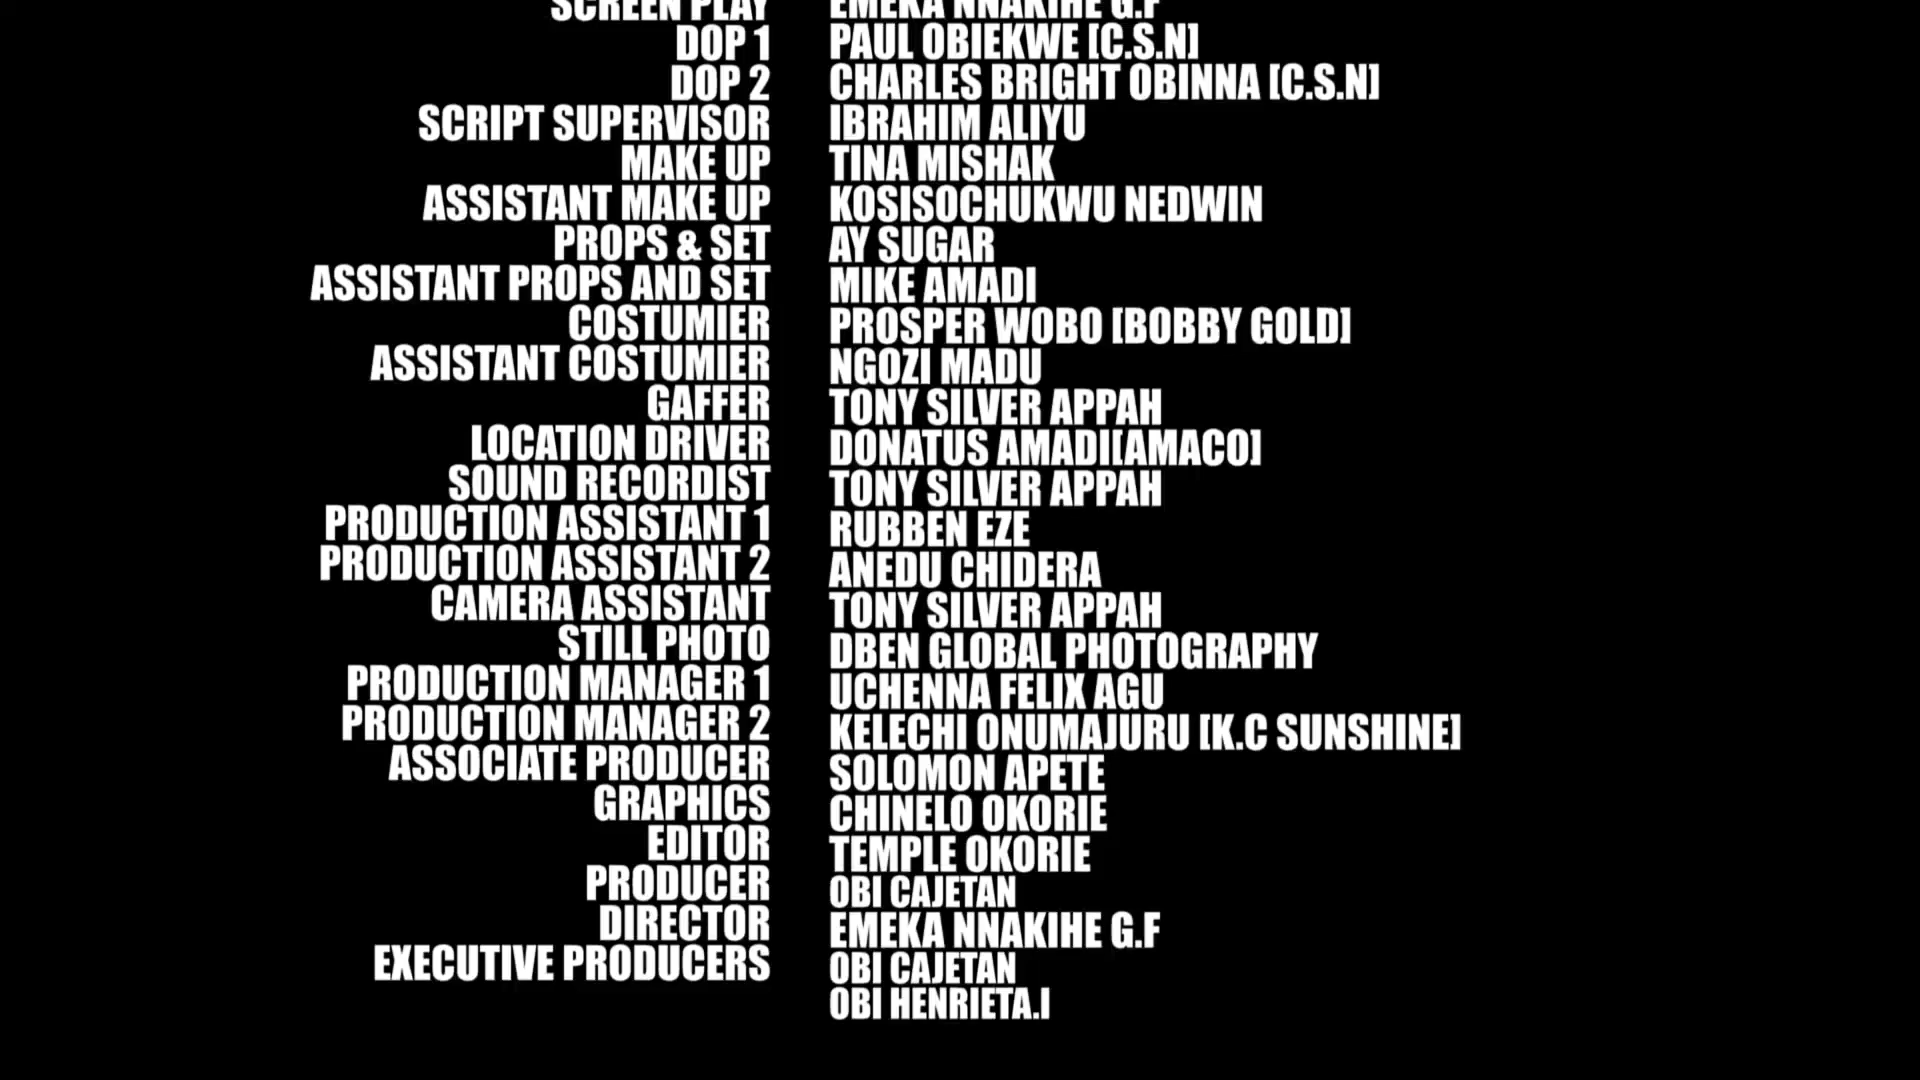 SCREEN PLAY EMEKA NNAKIHE G.F
DOP 1 PAUL OBIEKWE [C.S.N]
DOP 2 CHARLES BRIGHT OBINNA [C.S.N]
SCRIPT SUPERVISOR IBRAHIM ALIYU
MAKE UP TINA MISHAK
ASSISTANT MAKE UP KOSISOCHUKWU NEDWIN
PROPS & SET AY SUGAR
ASSISTANT PROPS AND SET MIKE AMADI
COSTUMIER PROSPER WOBO [BOBBY GOLD]
ASSISTANT COSTUMIER NGOZI MADU
GAFFER TONY SILVER APPAH
LOCATION DRIVER DONATUS AMADI[AMACO]
SOUND RECORDIST TONY SILVER APPAH
PRODUCTION ASSISTANT 1 RUBBEN EZE
PRODUCTION ASSISTANT 2 ANEDU CHIDERA
CAMERA ASSISTANT TONY SILVER APPAH
STILL PHOTO DBEN GLOBAL PHOTOGRAPHY
PRODUCTION MANAGER 1 UCHENNA FELIX AGU
PRODUCTION MANAGER 2 KELECHI ONUMAJURU [K.C SUNSHINE]
ASSOCIATE PRODUCER SOLOMON APETE
GRAPHICS CHINELO OKORIE
EDITOR TEMPLE OKORIE
PRODUCER OBI CAJETAN
DIRECTOR EMEKA NNAKIHE G.F
EXECUTIVE PRODUCERS OBI CAJETAN
OBI HENRIETA.I